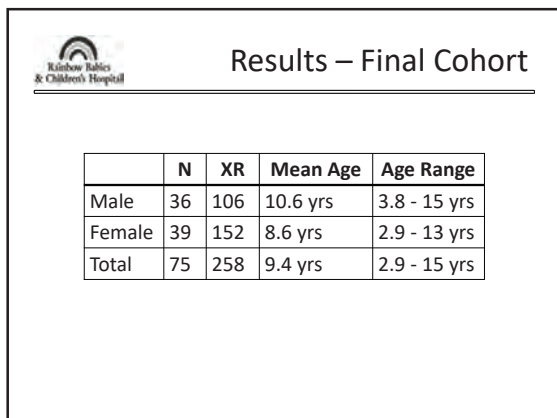 Rainbow Babies
& Children's Hospital
Results – Final Cohort
N XR Mean Age Age Range
Male 36 106 10.6 yrs 3.8 - 15 yrs
Female 39 152 8.6 yrs 2.9 - 13 yrs
Total 75 258 9.4 yrs 2.9 - 15 yrs